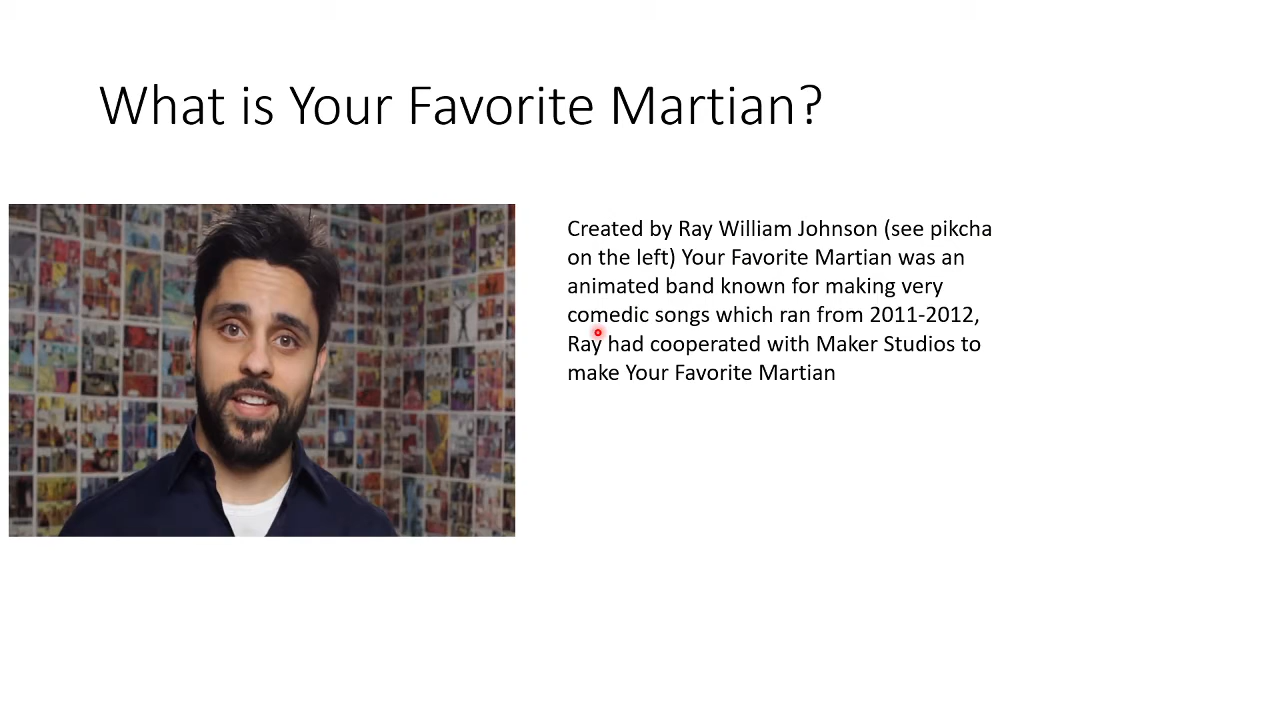 What is Your Favorite Martian?
Created by Ray William Johnson (see pikcha
on the left) Your Favorite Martian was an
animated band known for making very
comedic songs which ran from 2011-2012,
Ray had cooperated with Maker Studios to
make Your Favorite Martian